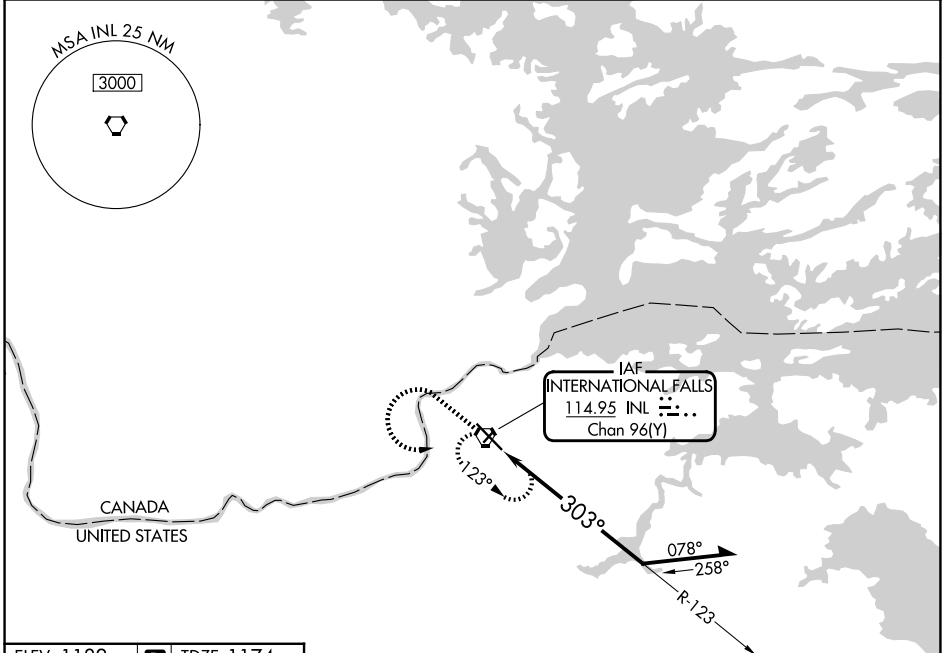 MSA INL 25 NM
3000
IAF
INTERNATIONAL FALLS
114.95 INL
Chan 96(Y)
123°
303°
CANADA
UNITED STATES
078°
258°
R-123